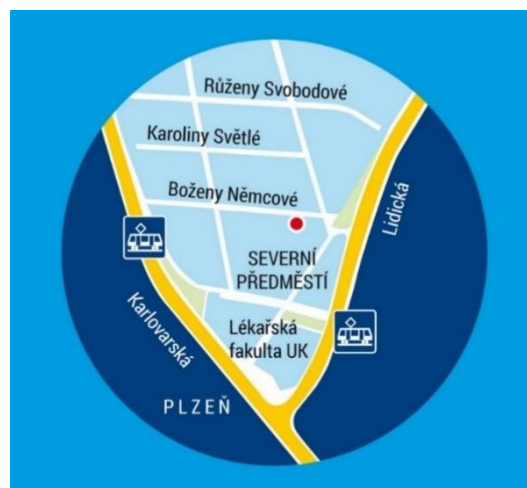 Růženy Svobodové
Karoliny Světlé
Boženy Němcové
Lidická
SEVERNÍ
PŘEDMĚSTÍ
Karlovarská
Lékařská
fakulta UK
PLZEŇ